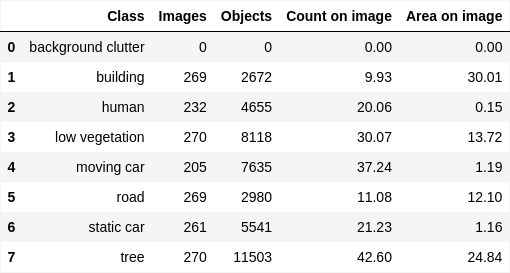 Class Images Objects Count on image Area on image
0 background clutter 0 0 0.00 0.00
1 building 269 2672 9.93 30.01
2 human 232 4655 20.06 0.15
3 low vegetation 270 8118 30.07 13.72
4 moving car 205 7635 37.24 1.19
5 road 269 2980 11.08 12.10
6 static car 261 5541 21.23 1.16
7 tree 270 11503 42.60 24.84